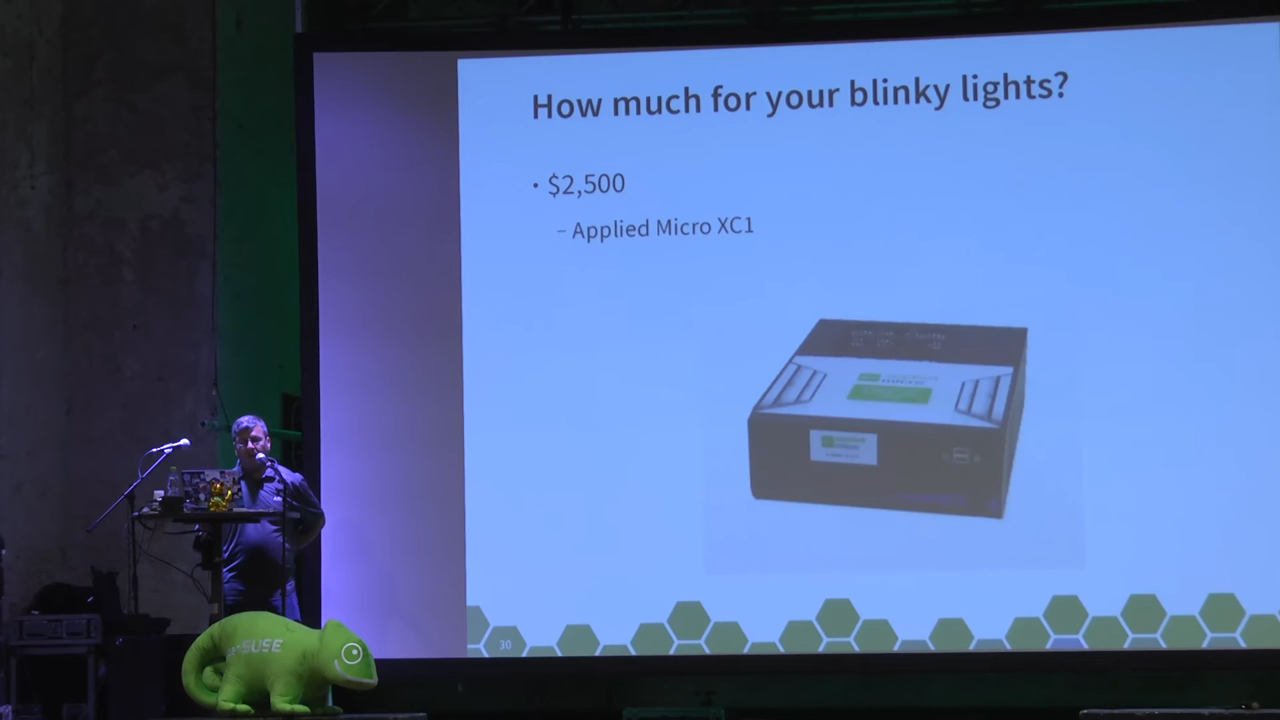 How much for your blinky lights?
• $2,500
– Applied Micro XC1
30
SUSE